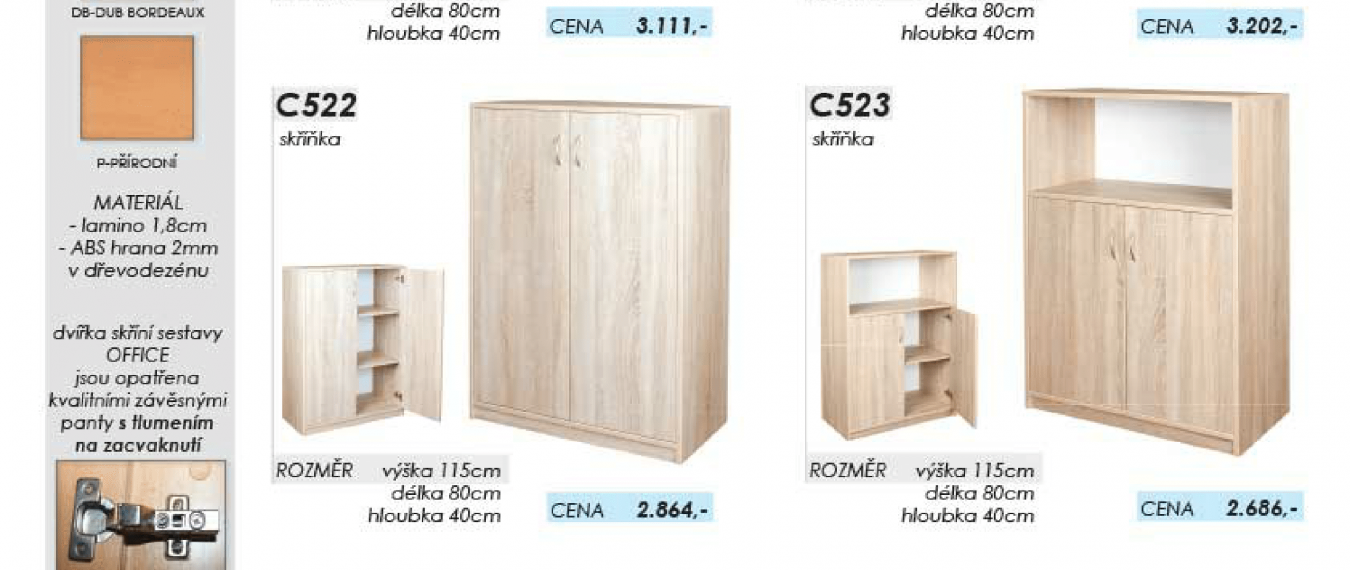 DB-DUB BORDEAUX
P-PŘÍRODNÍ
MATERIÁL
- lamino 1,8cm
- ABS hrana 2mm
v dřevodezénu
dvířka skříní sestavy
OFFICE
jsou opatřena
kvalitními závěsnými
panty s tlumením
na zacvaknutí
délka 80cm
hloubka 40cm
CENA 3.111,-
délka 80cm
hloubka 40cm
CENA 3.202,-
C522
skříňka
ROZMĚR výška 115cm
délka 80cm
hloubka 40cm
CENA 2.864,-
C523
skříňka
ROZMĚR výška 115cm
délka 80cm
hloubka 40cm
CENA 2.686,-